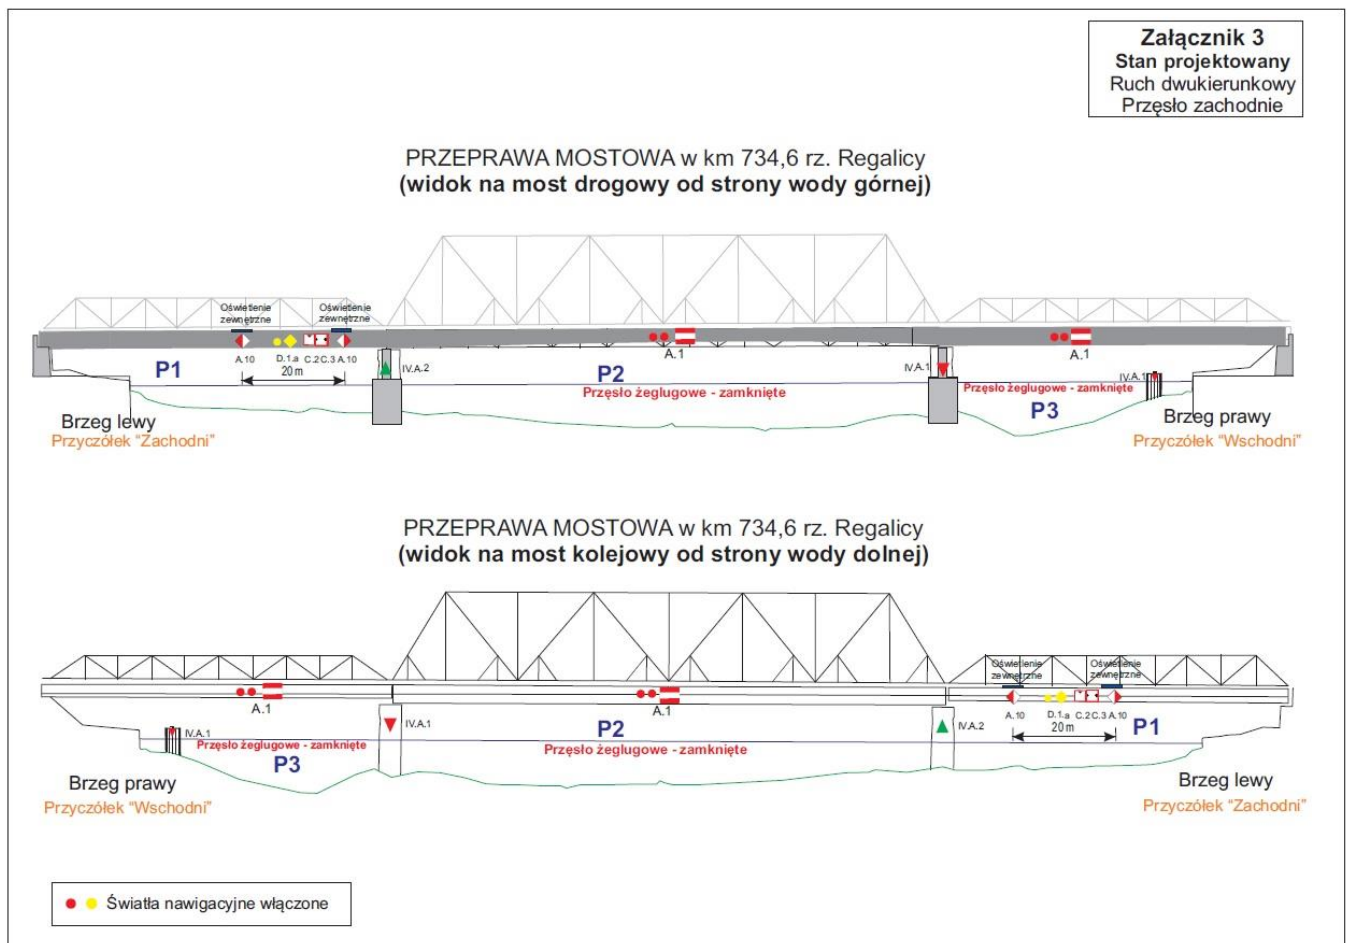 Załącznik 3
Stan projektowany
Ruch dwukierunkowy
Przęsło zachodnie
PRZEPRAWA MOSTOWA w km 734,6 rz. Regalicy
(widok na most drogowy od strony wody górnej)
Oświetlenie zewnętrzne
Oświetlenie zewnętrzne
A.10 D.1.a C.2 C.3 A.10
20 m
P1
IV.A.2
A.1
P2
Przęsło żeglugowe - zamknięte
IV.A.1
A.1
IV.A.1
Przęsło żeglugowe - zamknięte
P3
Brzeg lewy
Przyczółek "Zachodni"
Brzeg prawy
Przyczółek "Wschodni"
PRZEPRAWA MOSTOWA w km 734,6 rz. Regalicy
(widok na most kolejowy od strony wody dolnej)
A.1
IV.A.1
Przęsło żeglugowe - zamknięte
P3
IV.A.1
A.1
P2
Przęsło żeglugowe - zamknięte
IV.A.2
Oświetlenie zewnętrzne
Oświetlenie zewnętrzne
A.10 D.1.a C.2 C.3 A.10
20m
P1
Brzeg prawy
Przyczółek "Wschodni"
Brzeg lewy
Przyczółek "Zachodni"
Światła nawigacyjne włączone